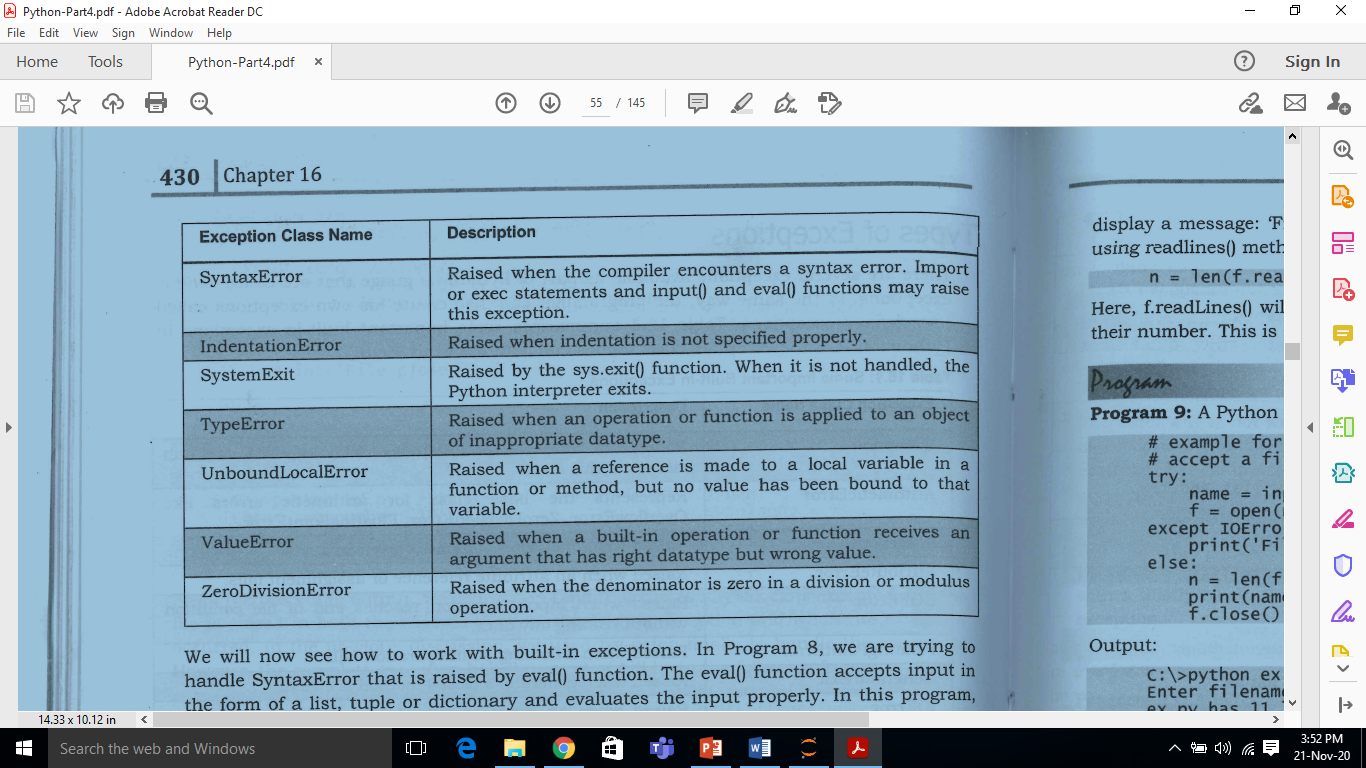 Python-Part4.pdf - Adobe Acrobat Reader DC
File Edit View Sign Window Help
Home Tools Python-Part4.pdf × ? Sign In
55 / 145
430 Chapter 16
Exception Class Name Description
SyntaxError Raised when the compiler encounters a syntax error. Import
or exec statements and input() and eval() functions may raise
this exception.
IndentationError Raised when indentation is not specified properly.
SystemExit Raised by the sys.exit() function. When it is not handled, the
Python interpreter exits.
TypeError Raised when an operation or function is applied to an object
of inappropriate datatype.
UnboundLocalError Raised when a reference is made to a local variable in a
function or method, but no value has been bound to that
variable.
ValueError Raised when a built-in operation or function receives an
argument that has right datatype but wrong value.
ZeroDivisionError Raised when the denominator is zero in a division or modulus
operation.
We will now see how to work with built-in exceptions. In Program 8, we are trying to
handle SyntaxError that is raised by eval() function. The eval() function accepts input in
the form of a list, tuple or dictionary and evaluates the input properly. In this program,
display a message: 'F
using readlines() meth
n = len(f.rea
Here, f.readLines() wil
their number. This is
Program
Program 9: A Python
# example for
# accept a fi
try:
name = in
f = open(
except IOErro
print('Fi
else:
n = len(f
print(nam
f.close()
Output:
C:\>python ex
Enter filenam
ex.py has 11
14.33 x 10.12 in
Search the web and Windows
3:52 PM
21-Nov-20